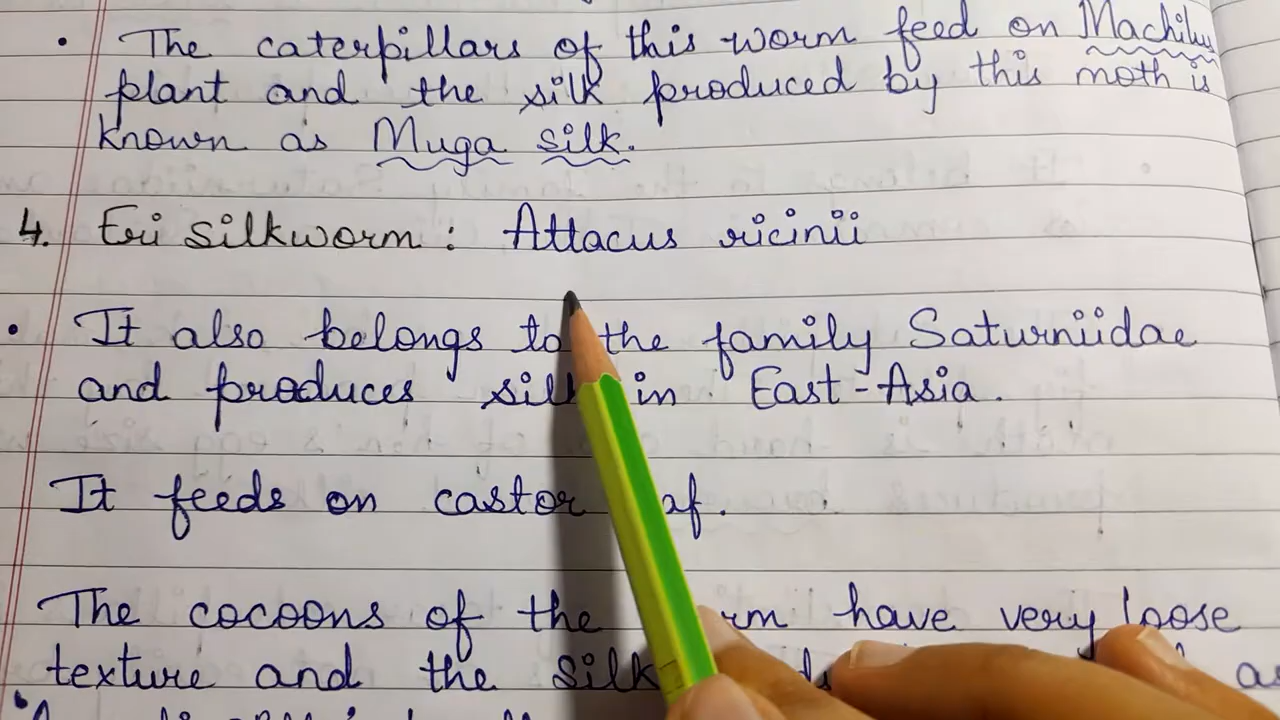 • The caterpillars of this worm feed on Machilus
plant and the silk produced by this moth is
known as Muga silk.
4. Eri silkworm : Attacus ricinii
• It also belongs to the family Saturniidae
and produces silk in East-Asia.
It feeds on castor
The cocoons of the have very loose
texture and the silk